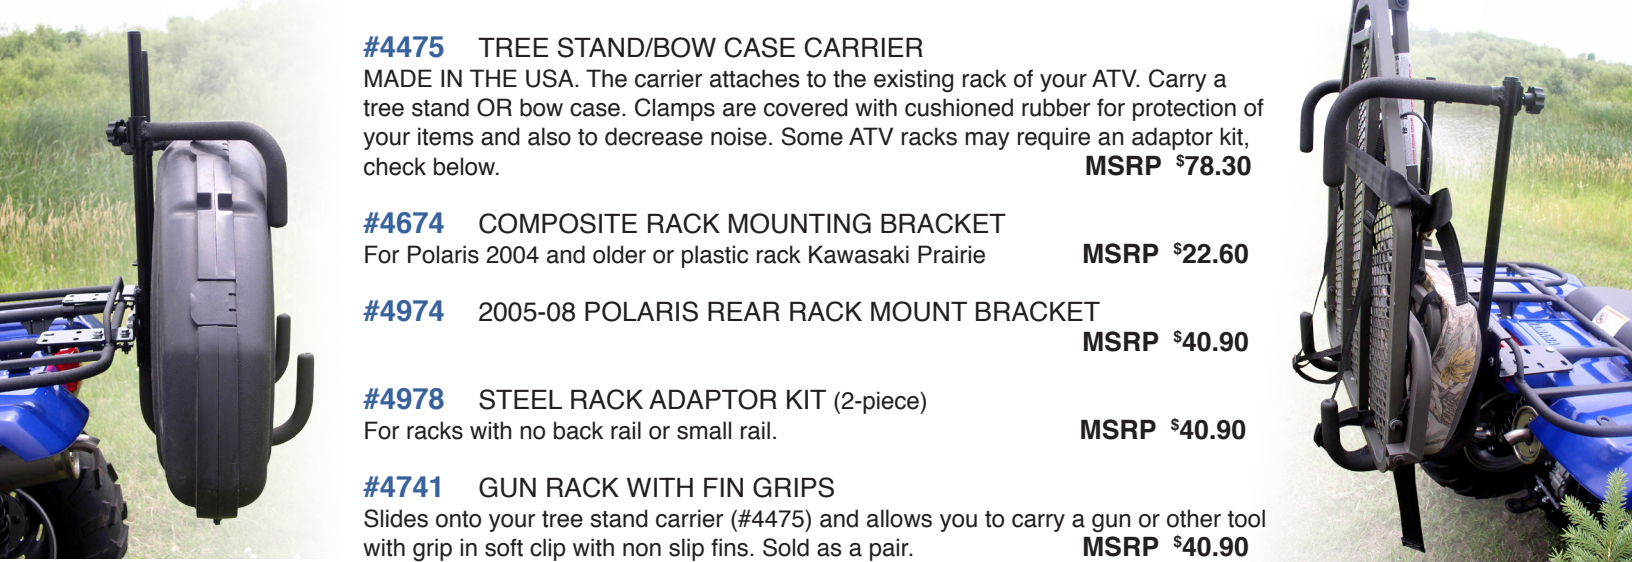 #4475 TREE STAND/BOW CASE CARRIER
MADE IN THE USA. The carrier attaches to the existing rack of your ATV. Carry a
tree stand OR bow case. Clamps are covered with cushioned rubber for protection of
your items and also to decrease noise. Some ATV racks may require an adaptor kit,
check below. MSRP $78.30
#4674 COMPOSITE RACK MOUNTING BRACKET
For Polaris 2004 and older or plastic rack Kawasaki Prairie MSRP $22.60
#4974 2005-08 POLARIS REAR RACK MOUNT BRACKET
MSRP $40.90
#4978 STEEL RACK ADAPTOR KIT (2-piece)
For racks with no back rail or small rail. MSRP $40.90
#4741 GUN RACK WITH FIN GRIPS
Slides onto your tree stand carrier (#4475) and allows you to carry a gun or other tool
with grip in soft clip with non slip fins. Sold as a pair. MSRP $40.90